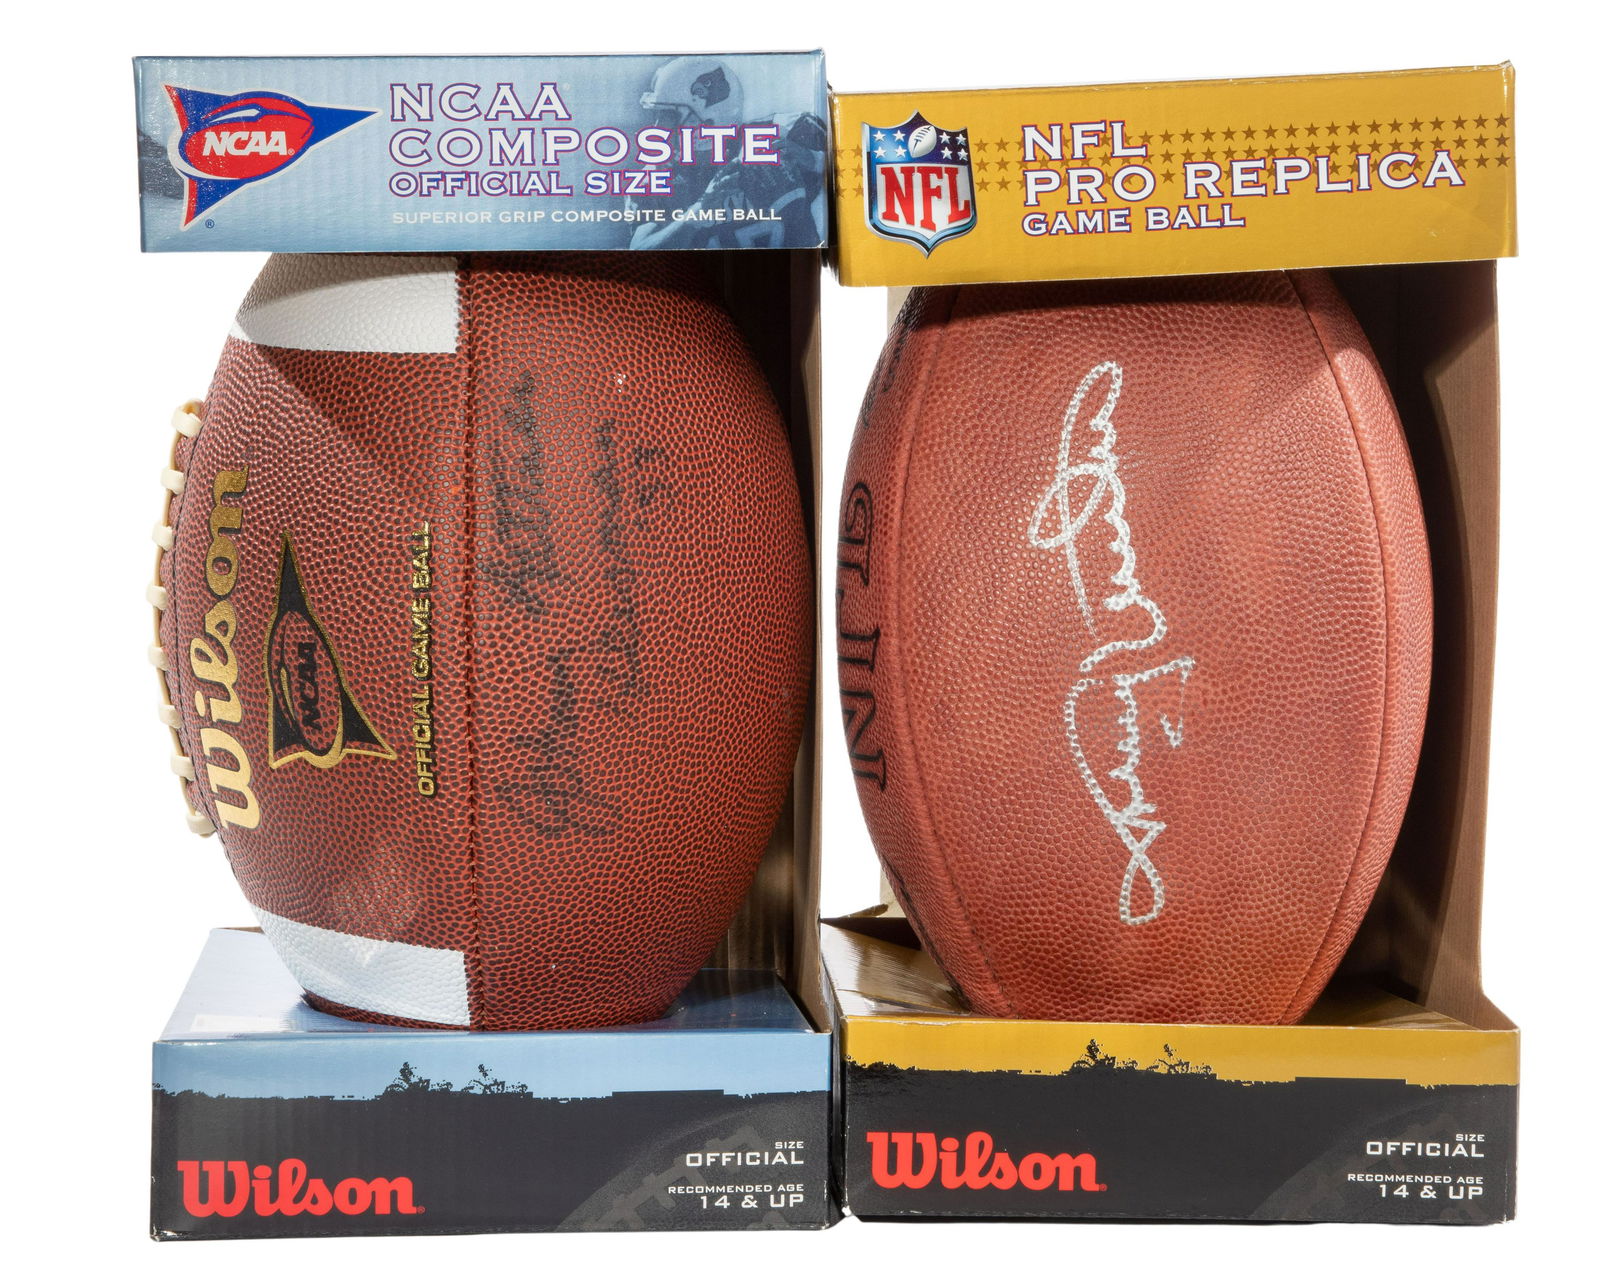 NCAA
NCAA
COMPOSITE
OFFICIAL SIZE
SUPERIOR GRIP COMPOSITE GAME BALL
NFL
NFL
PRO REPLICA
GAME BALL
Wilson
NCAA
OFFICIAL GAME BALL
Wilson
SIZE
OFFICIAL
RECOMMENDED AGE
14 & UP
Wilson
SIZE
OFFICIAL
RECOMMENDED AGE
14 & UP